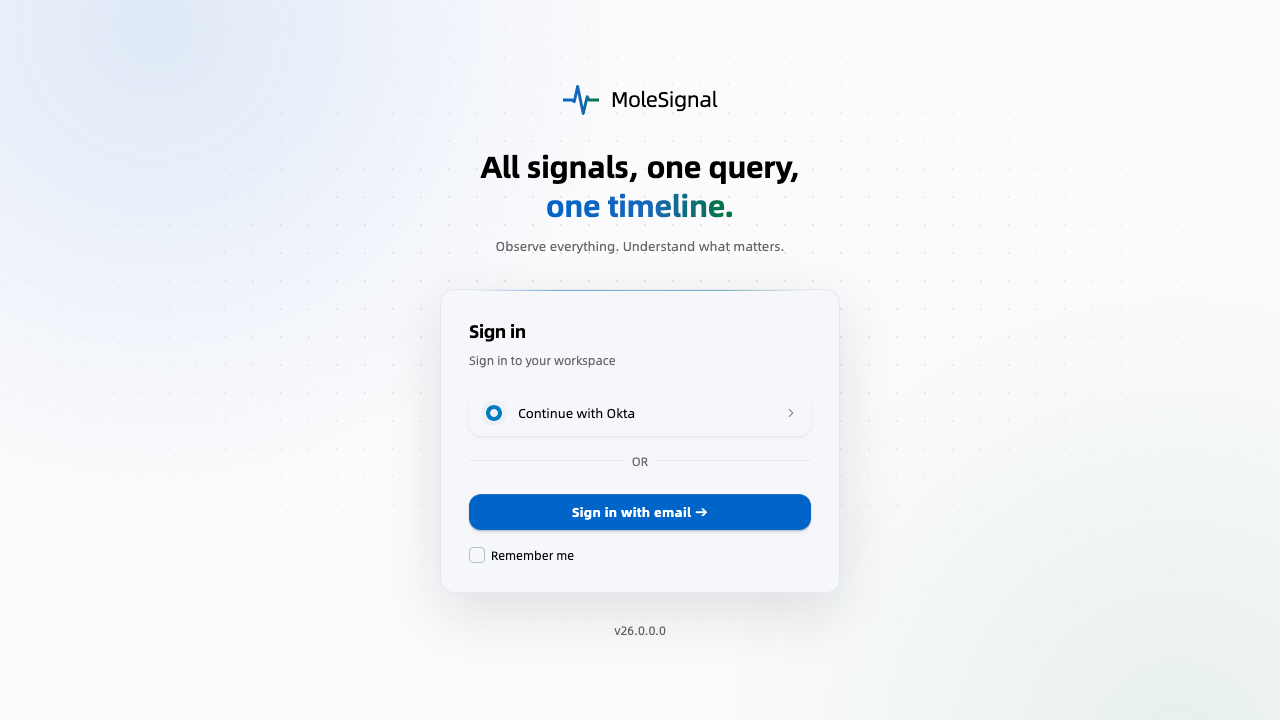 MoleSignal
All signals, one query,
one timeline.
Observe everything. Understand what matters.
Sign in
Sign in to your workspace
Continue with Okta
OR
Sign in with email →
Remember me
v26.0.0.0